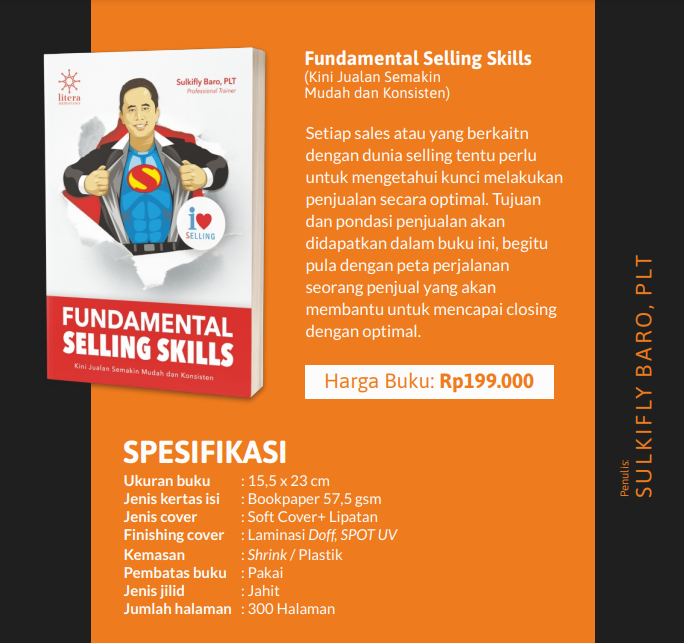 litera
Sulkifly Baro, PLT
Professional Trainer
S
i
SELLING
FUNDAMENTAL
SELLING SKILLS
Kini Jualan Semakin Mudah dan Konsisten
Fundamental Selling Skills
(Kini Jualan Semakin
Mudah dan Konsisten)
Setiap sales atau yang berkaitn
dengan dunia selling tentu perlu
untuk mengetahui kunci melakukan
penjualan secara optimal. Tujuan
dan pondasi penjualan akan
didapatkan dalam buku ini, begitu
pula dengan peta perjalanan
seorang penjual yang akan
membantu untuk mencapai closing
dengan optimal.
Harga Buku: Rp199.000
SPESIFIKASI
Ukuran buku : 15,5 x 23 cm
Jenis kertas isi : Bookpaper 57,5 gsm
Jenis cover : Soft Cover+ Lipatan
Finishing cover : Laminasi Doff, SPOT UV
Kemasan : Shrink / Plastik
Pembatas buku : Pakai
Jenis jilid : Jahit
Jumlah halaman : 300 Halaman
Penulis:
SULKIFLY BARO, PLT